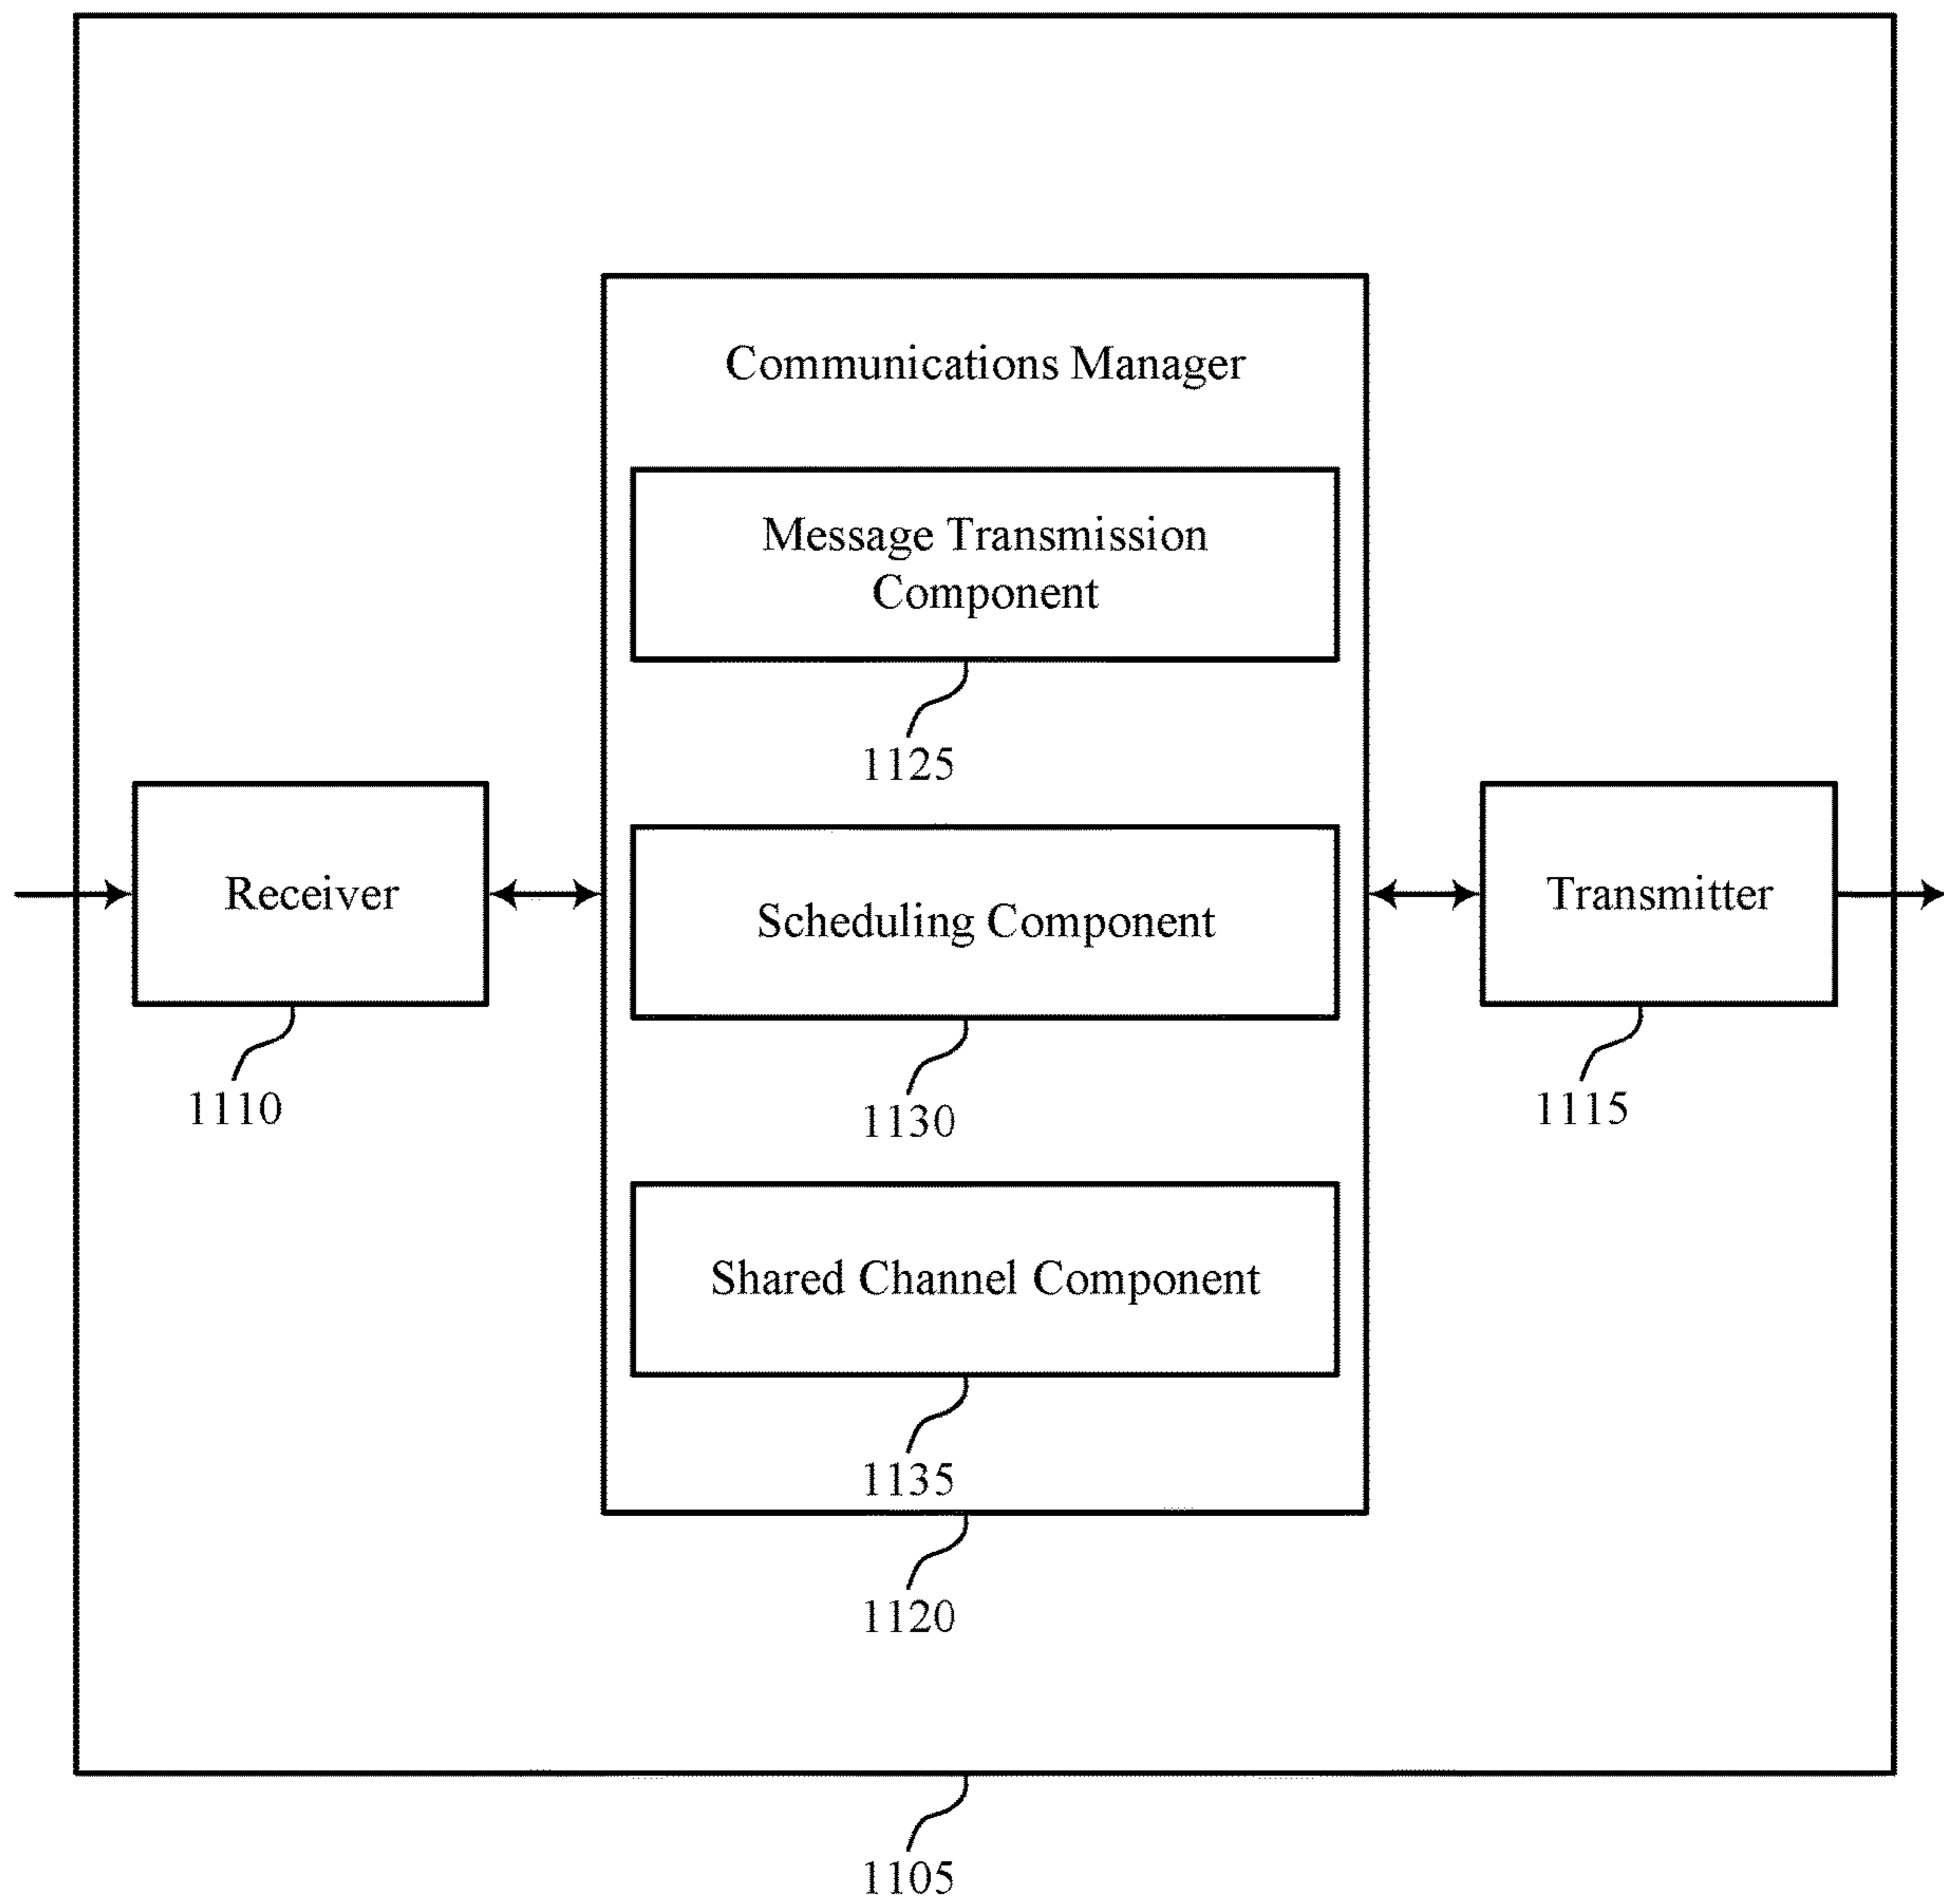 Communications Manager
Message Transmission
Component
1125
Receiver
1110
Scheduling Component
1130
Transmitter
1115
Shared Channel Component
1135
1120
1105